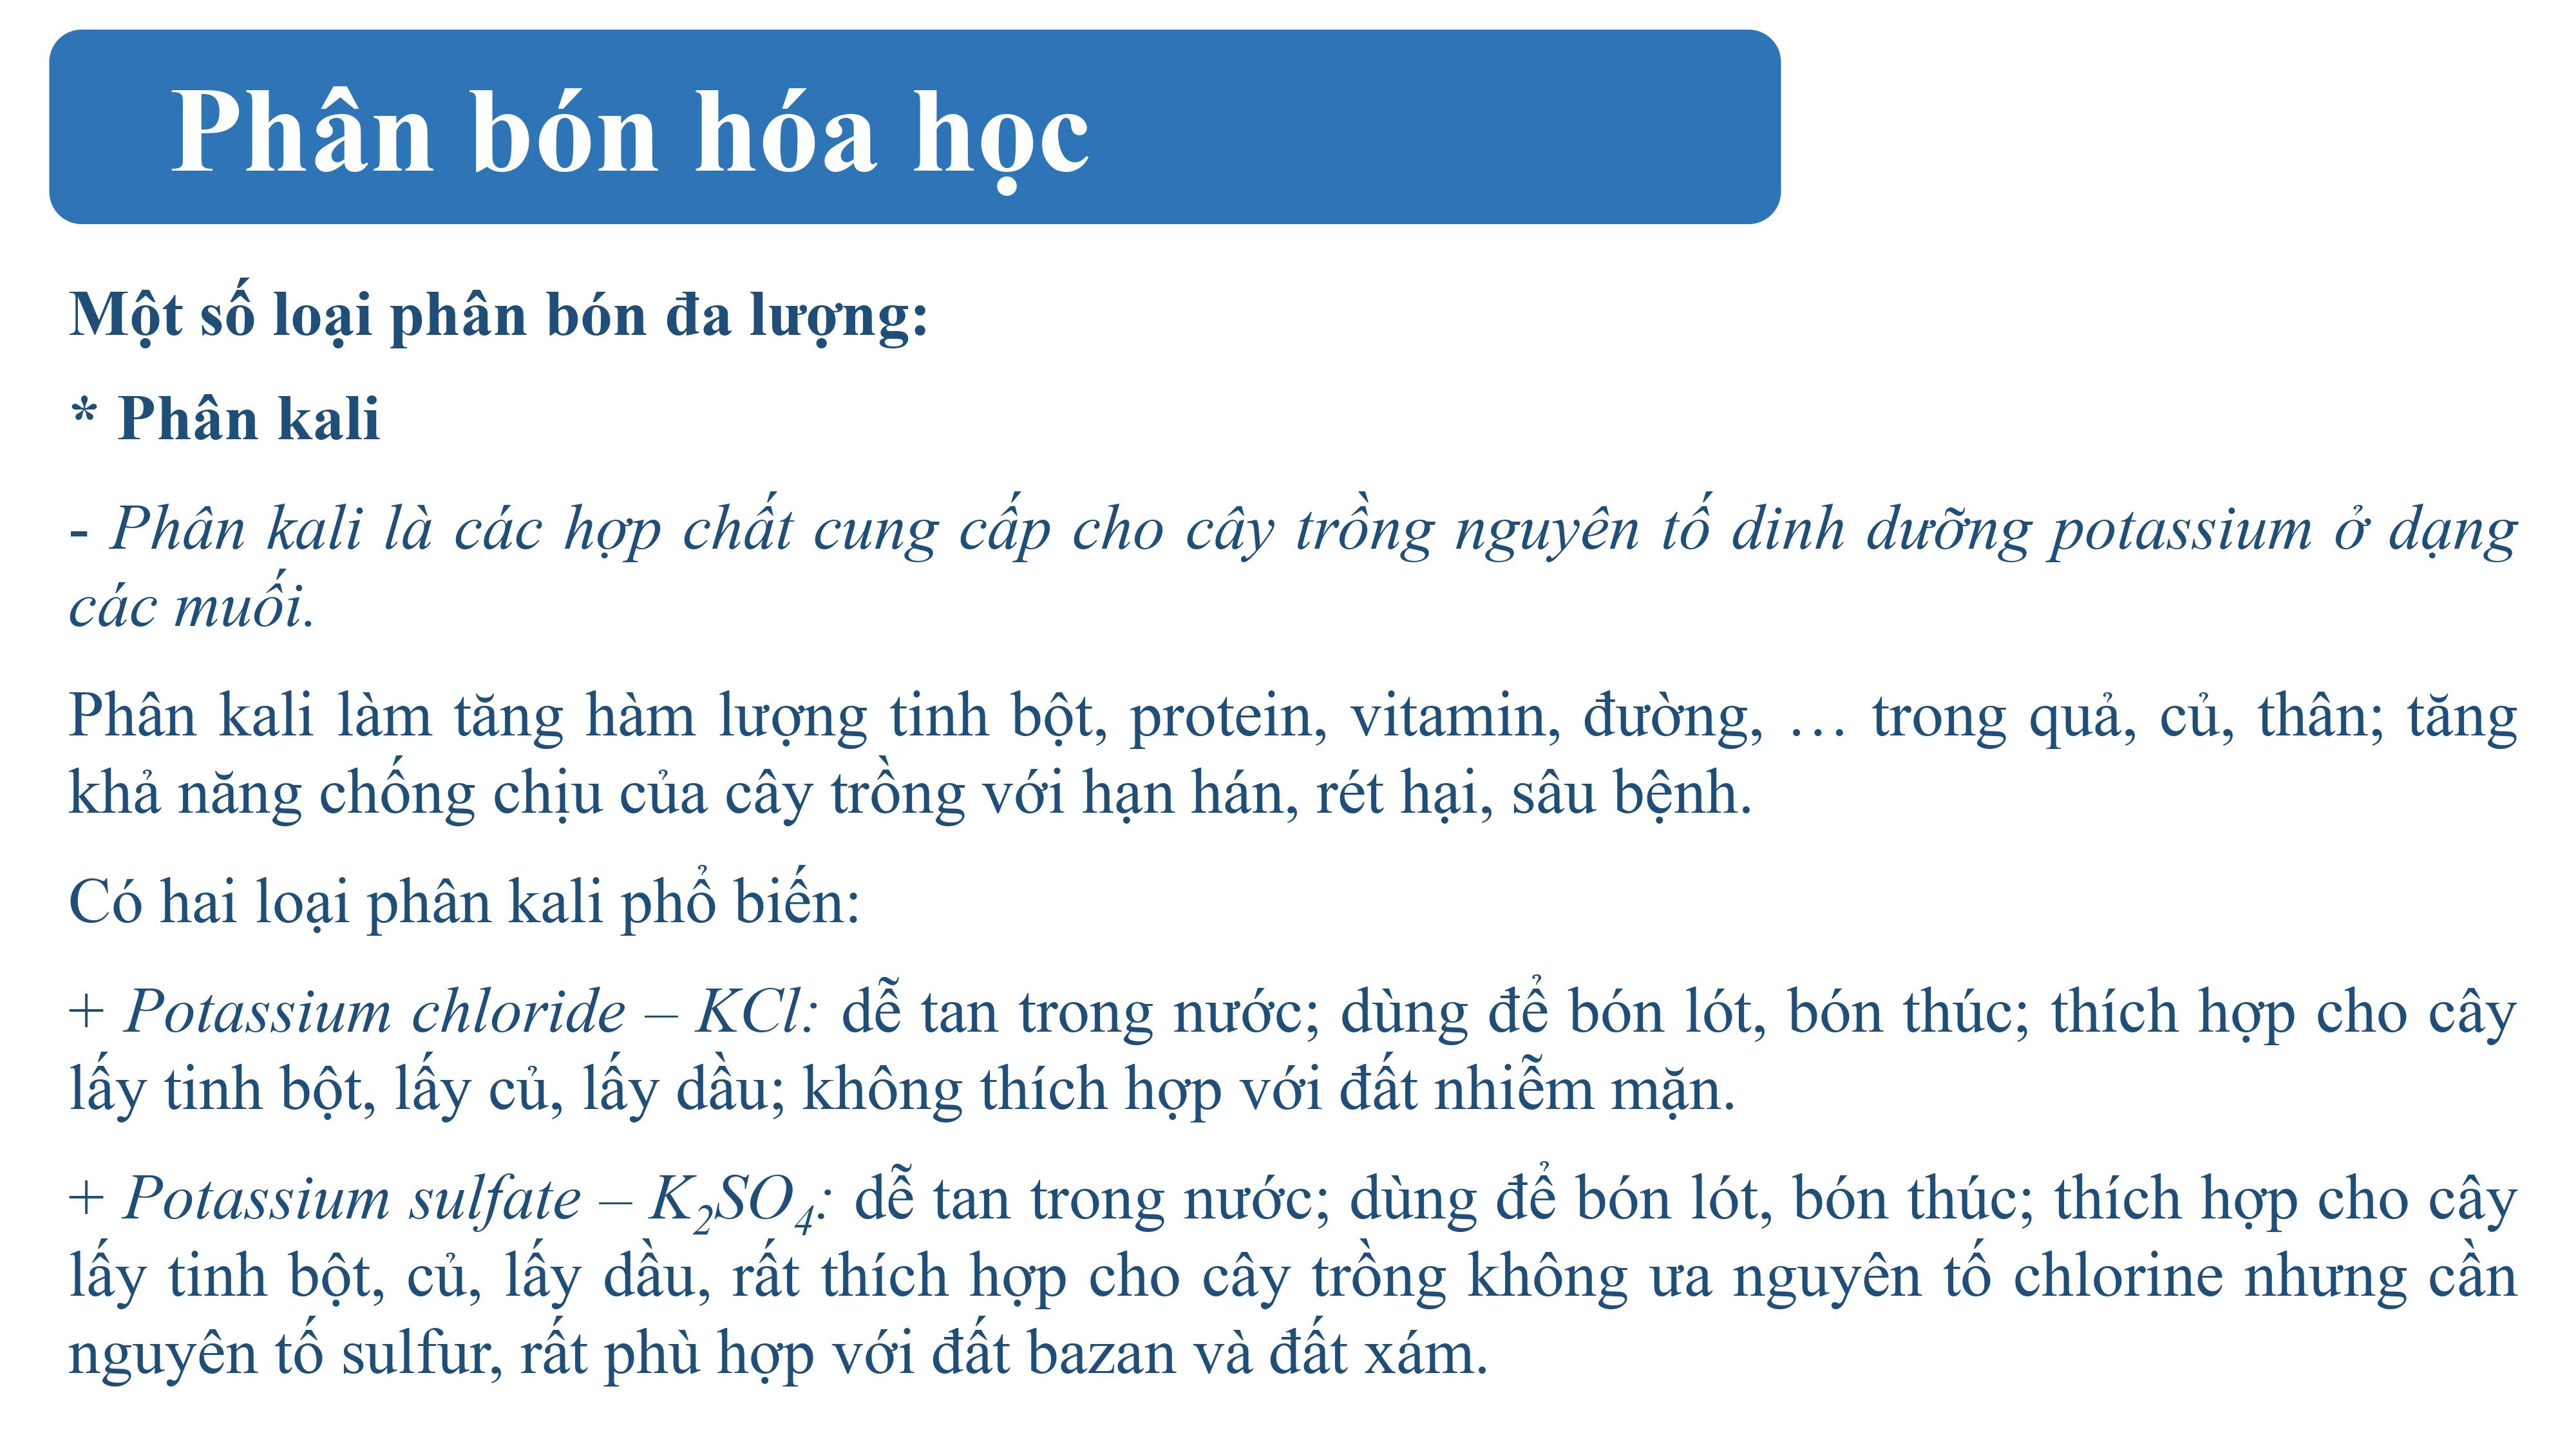 Phân bón hóa học
Một số loại phân bón đa lượng:
* Phân kali
- Phân kali là các hợp chất cung cấp cho cây trồng nguyên tố dinh dưỡng potassium ở dạng
các muối.
Phân kali làm tăng hàm lượng tinh bột, protein, vitamin, đường, … trong quả, củ, thân; tăng
khả năng chống chịu của cây trồng với hạn hán, rét hại, sâu bệnh.
Có hai loại phân kali phổ biến:
+ Potassium chloride – KCl: dễ tan trong nước; dùng để bón lót, bón thúc; thích hợp cho cây
lấy tinh bột, lấy củ, lấy dầu; không thích hợp với đất nhiễm mặn.
+ Potassium sulfate – K₂SO₄: dễ tan trong nước; dùng để bón lót, bón thúc; thích hợp cho cây
lấy tinh bột, củ, lấy dầu, rất thích hợp cho cây trồng không ưa nguyên tố chlorine nhưng cần
nguyên tố sulfur, rất phù hợp với đất bazan và đất xám.